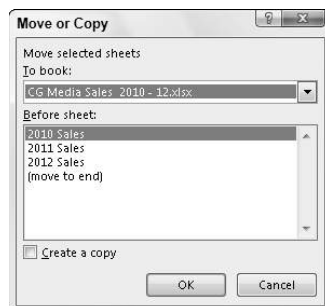 Move or Copy
Move selected sheets
To book:
CG Media Sales 2010 - 12.xlsx
Before sheet:
2010 Sales
2011 Sales
2012 Sales
(move to end)
Create a copy
OK
Cancel